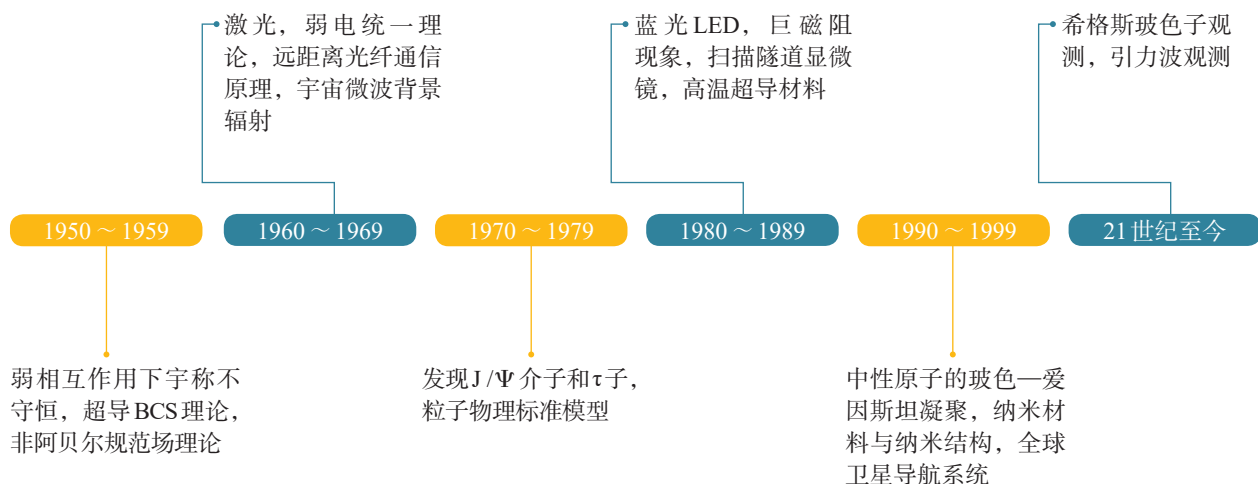 激光，弱电统一理
论，远距离光纤通信
原理，宇宙微波背景
辐射
蓝光LED，巨磁阻
现象，扫描隧道显微
镜，高温超导材料
希格斯玻色子观
测，引力波观测
1950～1959
1960～1969
1970～1979
1980～1989
1990～1999
21世纪至今
弱相互作用下宇称不
守恒，超导BCS理论，
非阿贝尔规范场理论
发现J/Ψ介子和τ子，
粒子物理标准模型
中性原子的玻色—爱
因斯坦凝聚，纳米材
料与纳米结构，全球
卫星导航系统